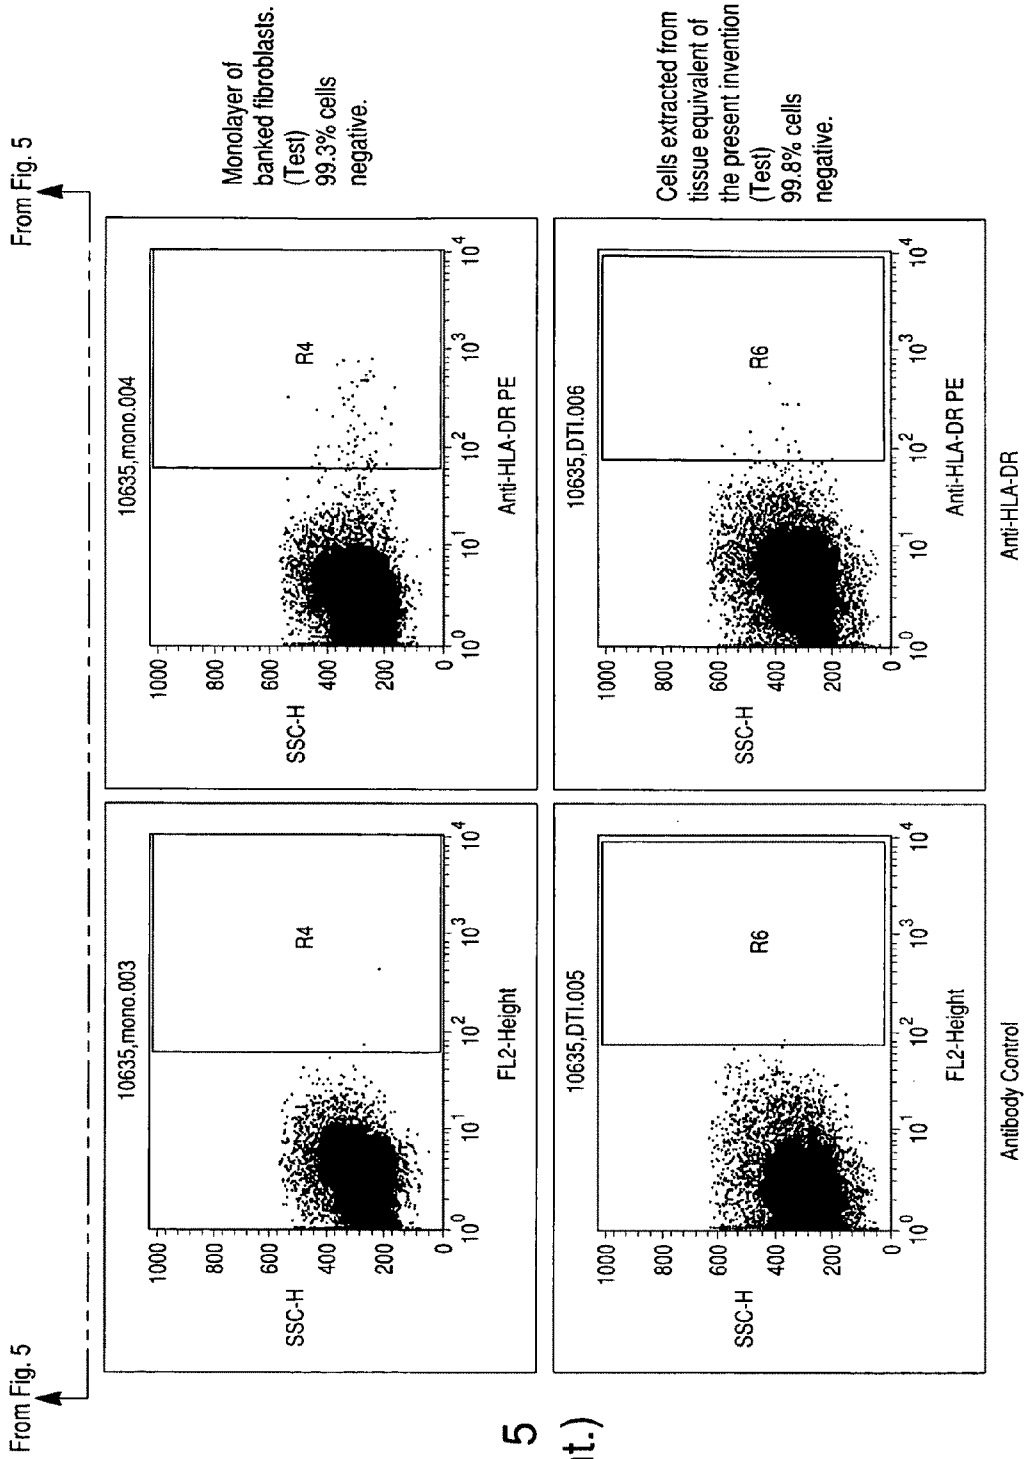 From Fig. 5
From Fig. 5
10635,mono.003
1000
800
600
400
200
0
SSC-H
R4
10^0
10^1
10^2
10^3
10^4
FL2-Height
10635,mono.004
1000
800
600
400
200
0
SSC-H
R4
10^0
10^1
10^2
10^3
10^4
Anti-HLA-DR PE
Monolayer of
banked fibroblasts.
(Test)
99.3% cells
negative.
10635,DTI.005
1000
800
600
400
200
0
SSC-H
R6
10^0
10^1
10^2
10^3
10^4
FL2-Height
Antibody Control
10635,DTI.006
1000
800
600
400
200
0
SSC-H
R6
10^0
10^1
10^2
10^3
10^4
Anti-HLA-DR PE
Anti-HLA-DR
Cells extracted from
tissue equivalent of
the present invention
(Test)
99.8% cells
negative.
5